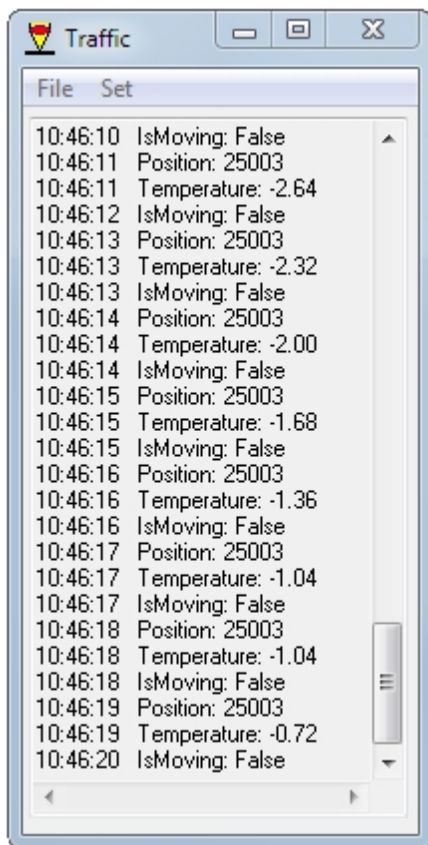 Traffic
File Set
10:46:10 IsMoving: False
10:46:11 Position: 25003
10:46:11 Temperature: -2.64
10:46:12 IsMoving: False
10:46:13 Position: 25003
10:46:13 Temperature: -2.32
10:46:13 IsMoving: False
10:46:14 Position: 25003
10:46:14 Temperature: -2.00
10:46:14 IsMoving: False
10:46:15 Position: 25003
10:46:15 Temperature: -1.68
10:46:15 IsMoving: False
10:46:16 Position: 25003
10:46:16 Temperature: -1.36
10:46:16 IsMoving: False
10:46:17 Position: 25003
10:46:17 Temperature: -1.04
10:46:17 IsMoving: False
10:46:18 Position: 25003
10:46:18 Temperature: -1.04
10:46:18 IsMoving: False
10:46:19 Position: 25003
10:46:19 Temperature: -0.72
10:46:20 IsMoving: False